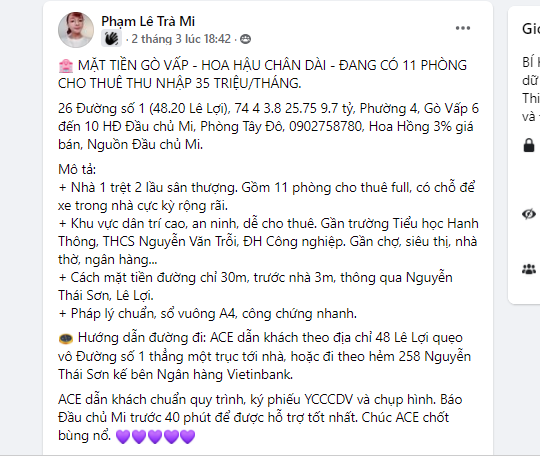 Phạm Lê Trà Mi
2 tháng 3 lúc 18:42 ·
MẶT TIỀN GÒ VẤP - HOA HẬU CHÂN DÀI - ĐANG CÓ 11 PHÒNG
CHO THUÊ THU NHẬP 35 TRIỆU/THÁNG.
26 Đường số 1 (48.20 Lê Lợi), 74 4 3.8 25.75 9.7 tỷ, Phường 4, Gò Vấp 6
đến 10 HĐ Đầu chủ Mi, Phòng Tây Đô, 0902758780, Hoa Hồng 3% giá
bán, Nguồn Đầu chủ Mi.
Mô tả:
+ Nhà 1 trệt 2 lầu sân thượng. Gồm 11 phòng cho thuê full, có chỗ để
xe trong nhà cực kỳ rộng rãi.
+ Khu vực dân trí cao, an ninh, dễ cho thuê. Gần trường Tiểu học Hanh
Thông, THCS Nguyễn Văn Trỗi, ĐH Công nghiệp. Gần chợ, siêu thị, nhà
thờ, ngân hàng...
+ Cách mặt tiền đường chỉ 30m, trước nhà 3m, thông qua Nguyễn
Thái Sơn, Lê Lợi.
+ Pháp lý chuẩn, sổ vuông A4, công chứng nhanh.
Hướng dẫn đường đi: ACE dẫn khách theo địa chỉ 48 Lê Lợi quẹo
vô Đường số 1 thẳng một trục tới nhà, hoặc đi theo hẻm 258 Nguyễn
Thái Sơn kế bên Ngân hàng Vietinbank.
ACE dẫn khách chuẩn quy trình, ký phiếu YCCCDV và chụp hình. Báo
Đầu chủ Mi trước 40 phút để được hỗ trợ tốt nhất. Chúc ACE chốt
bùng nổ.
Giớ
BÍ
dữ
Thi
và